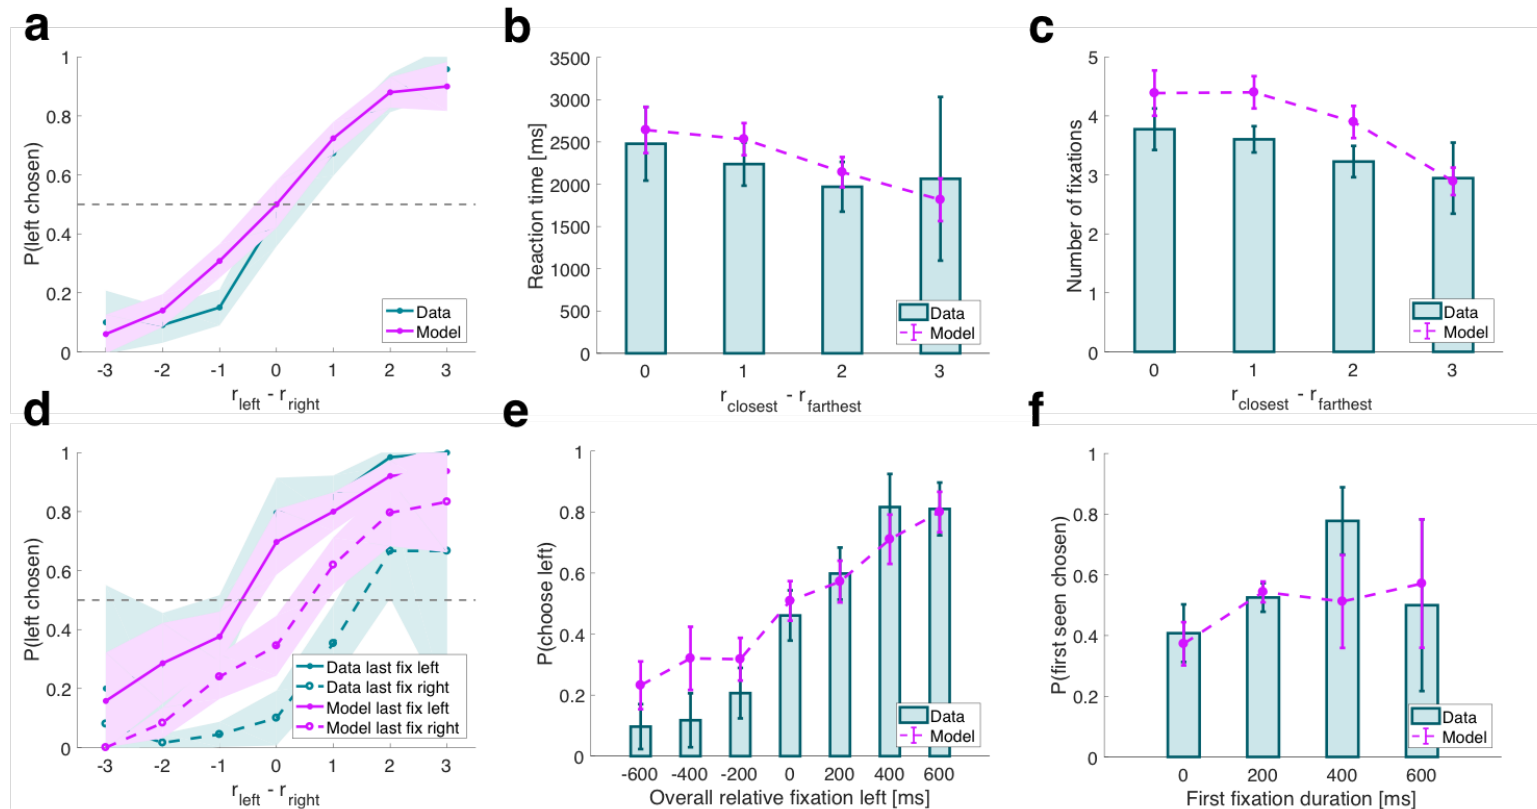 a
P(left chosen)
1
0.8
0.6
0.4
0.2
0
-3 -2 -1 0 1 2 3
r_left - r_right
Data
Model
b
Reaction time [ms]
3500
3000
2500
2000
1500
1000
500
0
0 1 2 3
r_closest - r_farthest
Data
Model
c
Number of fixations
5
4
3
2
1
0
0 1 2 3
r_closest - r_farthest
Data
Model
d
P(left chosen)
1
0.8
0.6
0.4
0.2
0
-3 -2 -1 0 1 2 3
r_left - r_right
Data last fix left
Data last fix right
Model last fix left
Model last fix right
e
P(choose left)
1
0.8
0.6
0.4
0.2
0
-600 -400 -200 0 200 400 600
Overall relative fixation left [ms]
Data
Model
f
P(first seen chosen)
1
0.8
0.6
0.4
0.2
0
0 200 400 600
First fixation duration [ms]
Data
Model